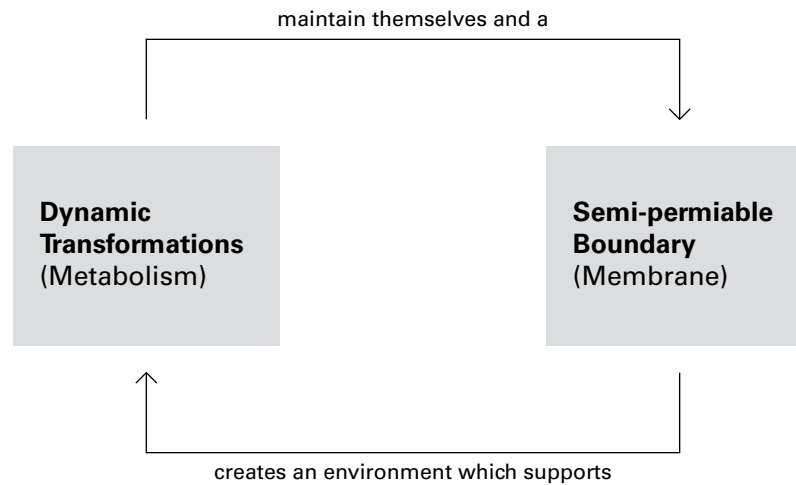 maintain themselves and a
Dynamic
Transformations
(Metabolism)
Semi-permiable
Boundary
(Membrane)
creates an environment which supports